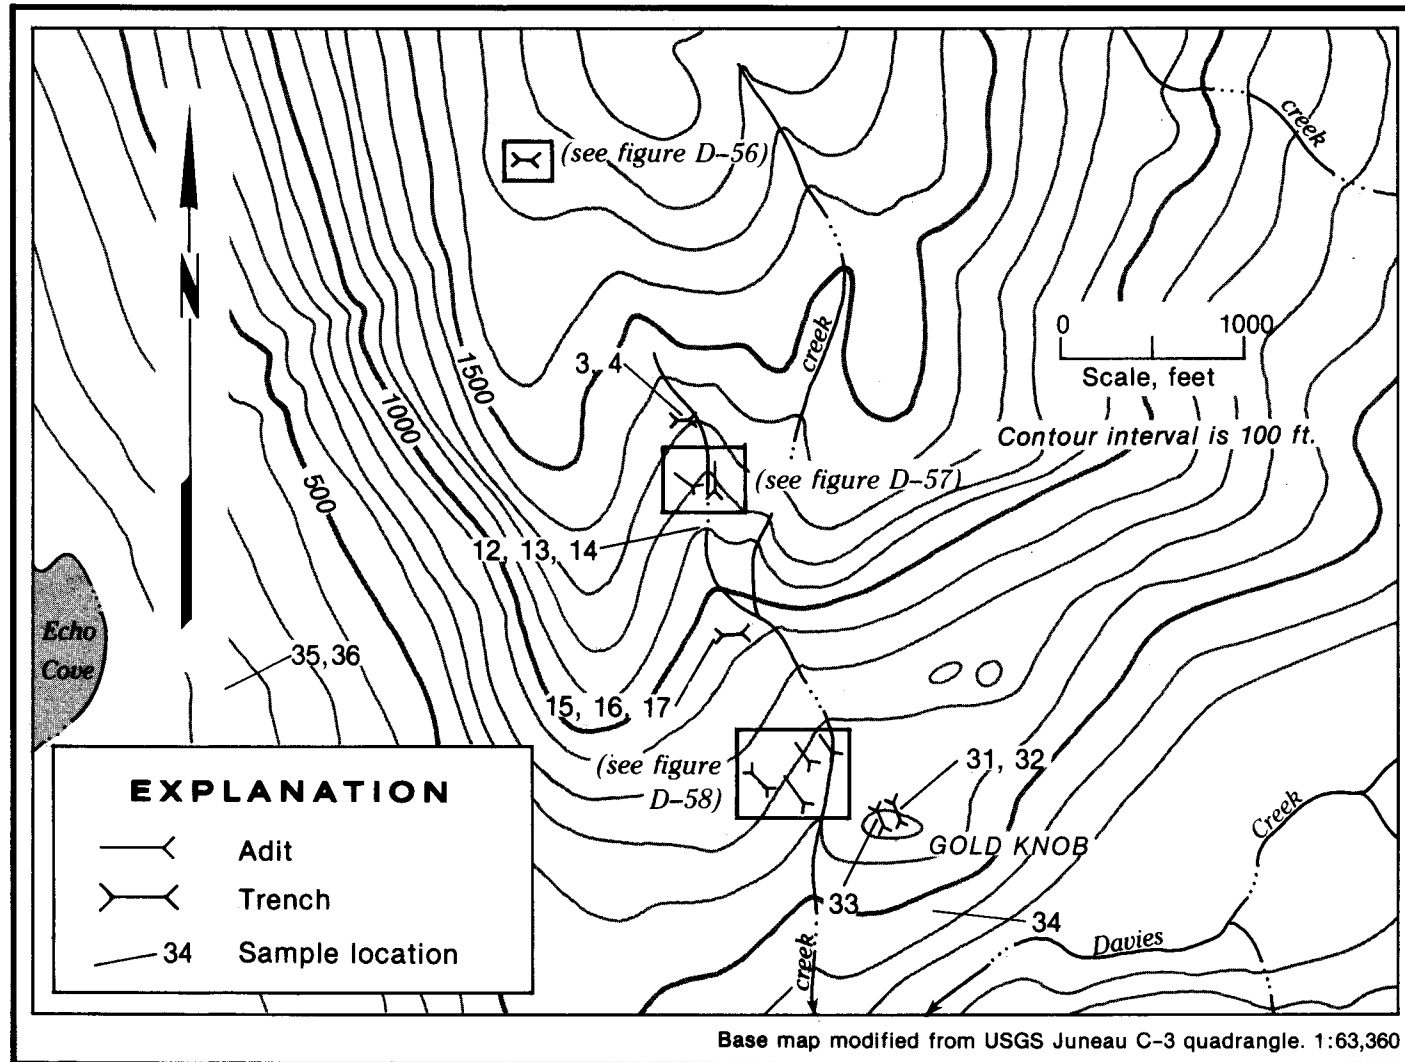 creek
(see figure D-56)
N
0 1000
creek
Scale, feet
3, 4
1500
1000
Contour interval is 100 ft.
500
(see figure D-57)
12, 13, 14
Echo
Cove
35,36
15, 16, 17
(see figure
D-58)
31, 32
GOLD KNOB
33
34
Creek
Davies
creek
EXPLANATION
Adit
Trench
34 Sample location
Base map modified from USGS Juneau C-3 quadrangle. 1:63,360